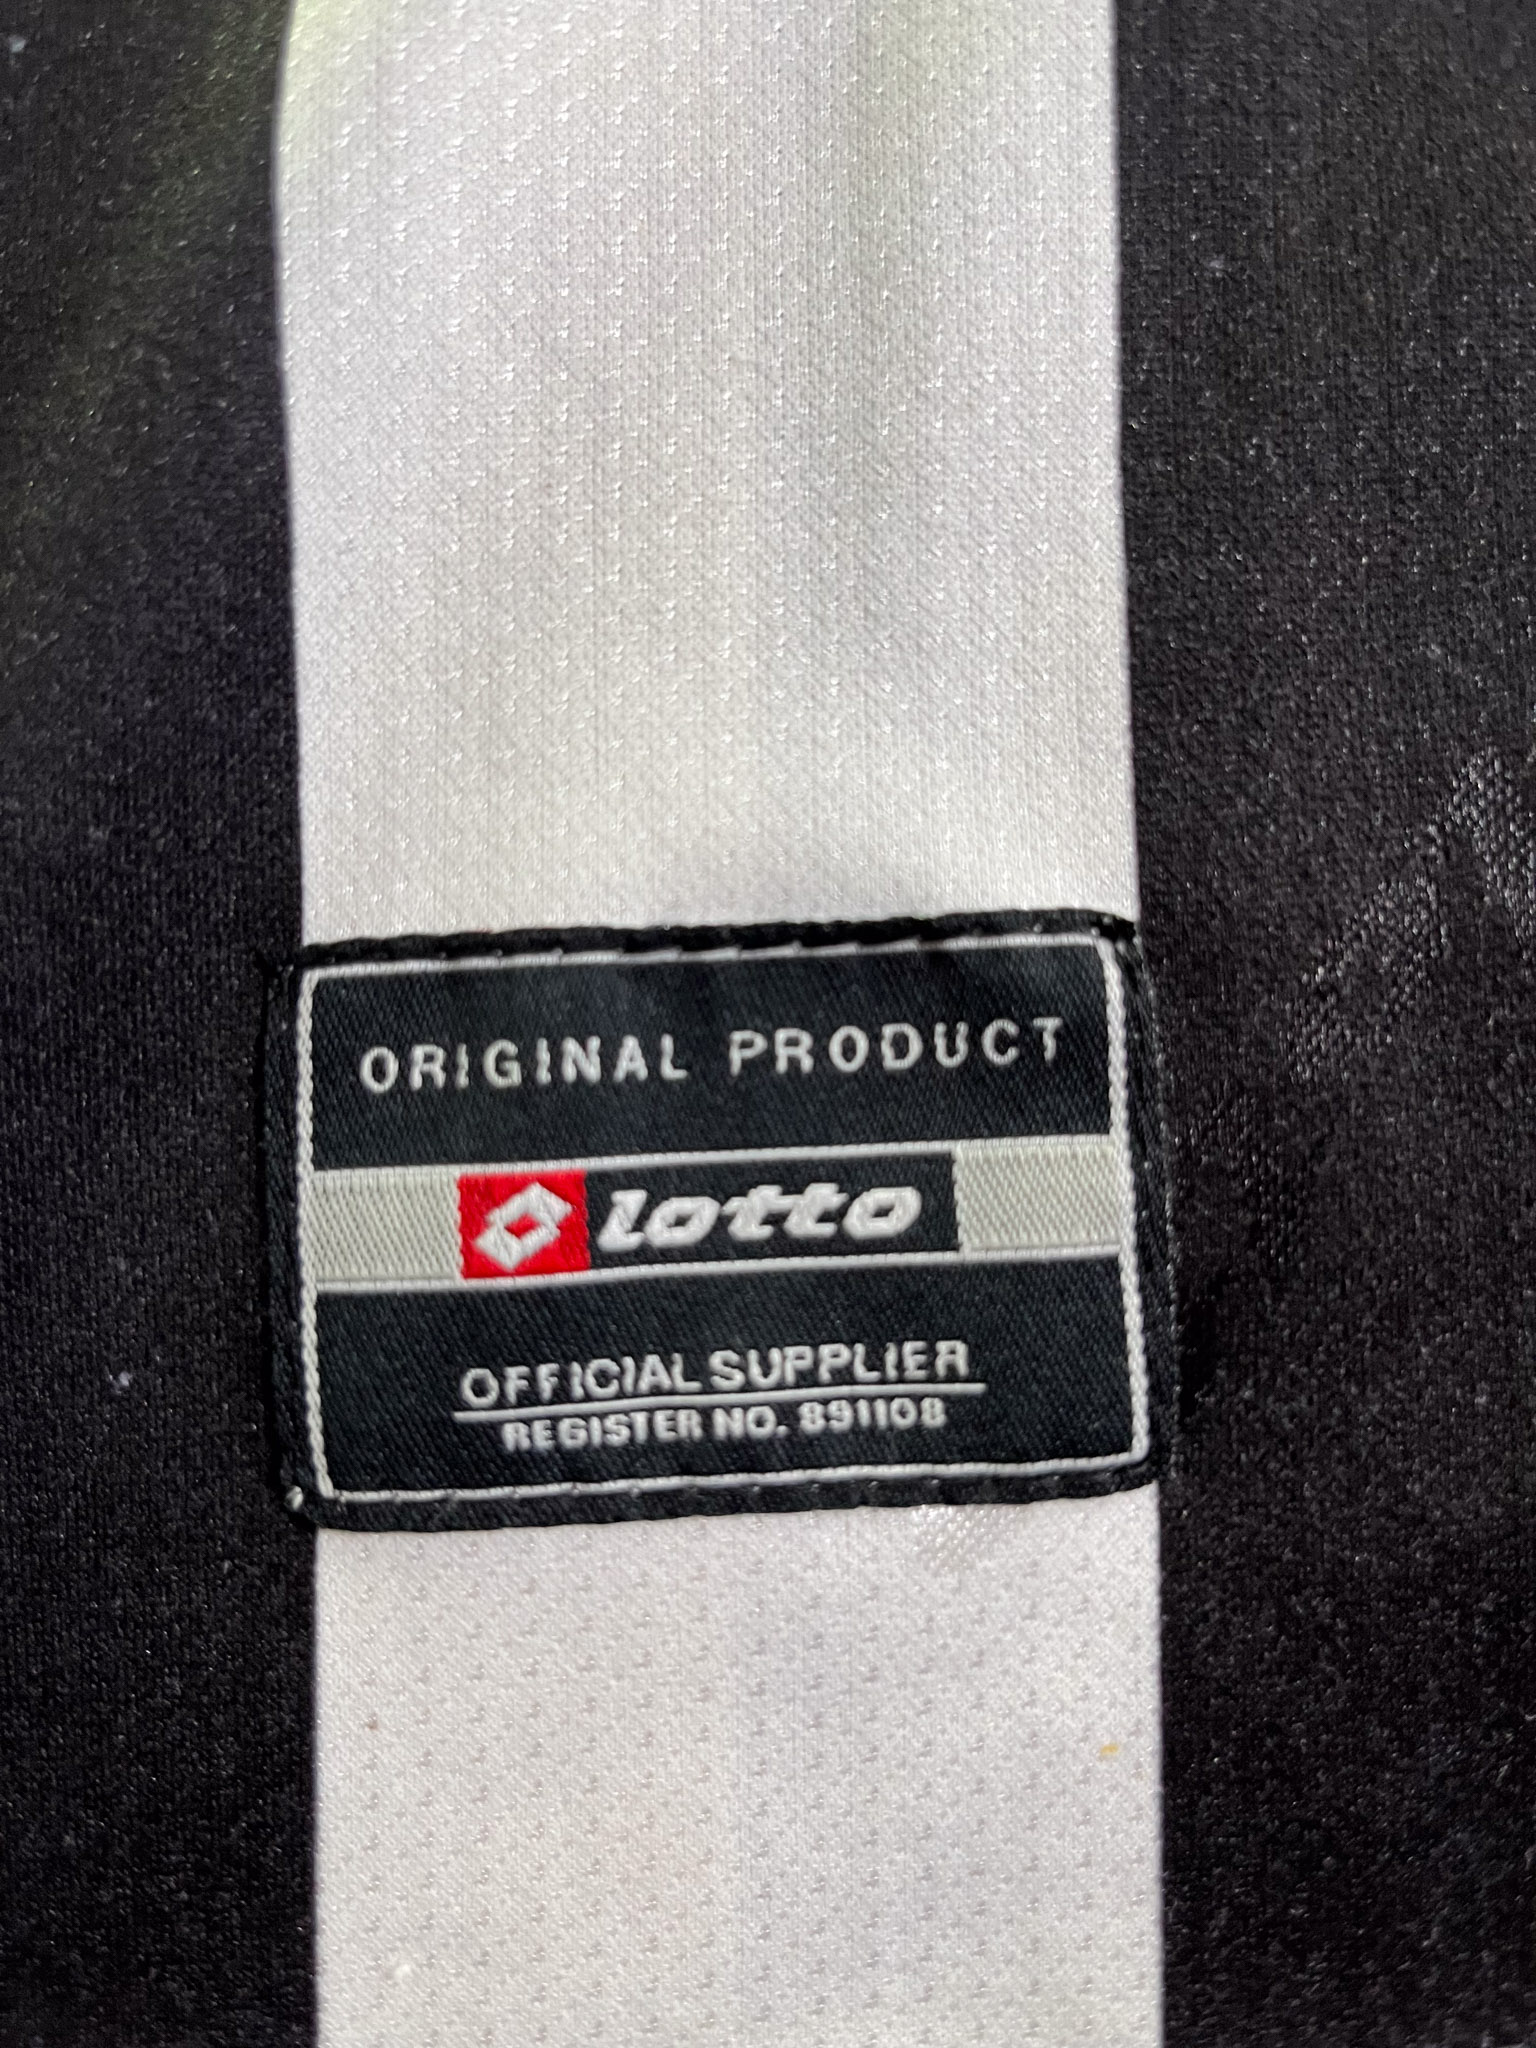 ORIGINAL PRODUCT
lotto
OFFICIAL SUPPLIER
REGISTER NO. 891108